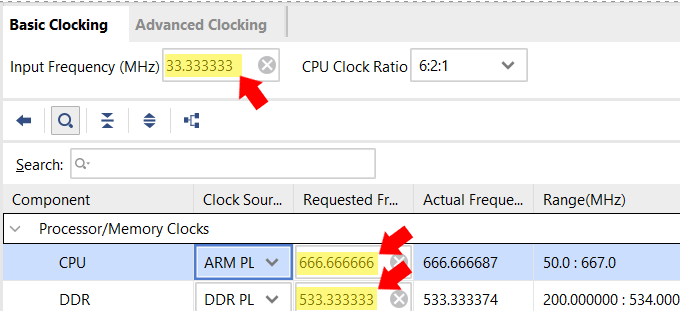 Basic Clocking Advanced Clocking
Input Frequency (MHz) 33.333333 CPU Clock Ratio 6:2:1
Search:
Component Clock Sour... Requested Fr... Actual Freque... Range(MHz)
Processor/Memory Clocks
CPU ARM PL 666.666666 666.666687 50.0 : 667.0
DDR DDR PL 533.333333 533.333374 200.000000 : 534.000